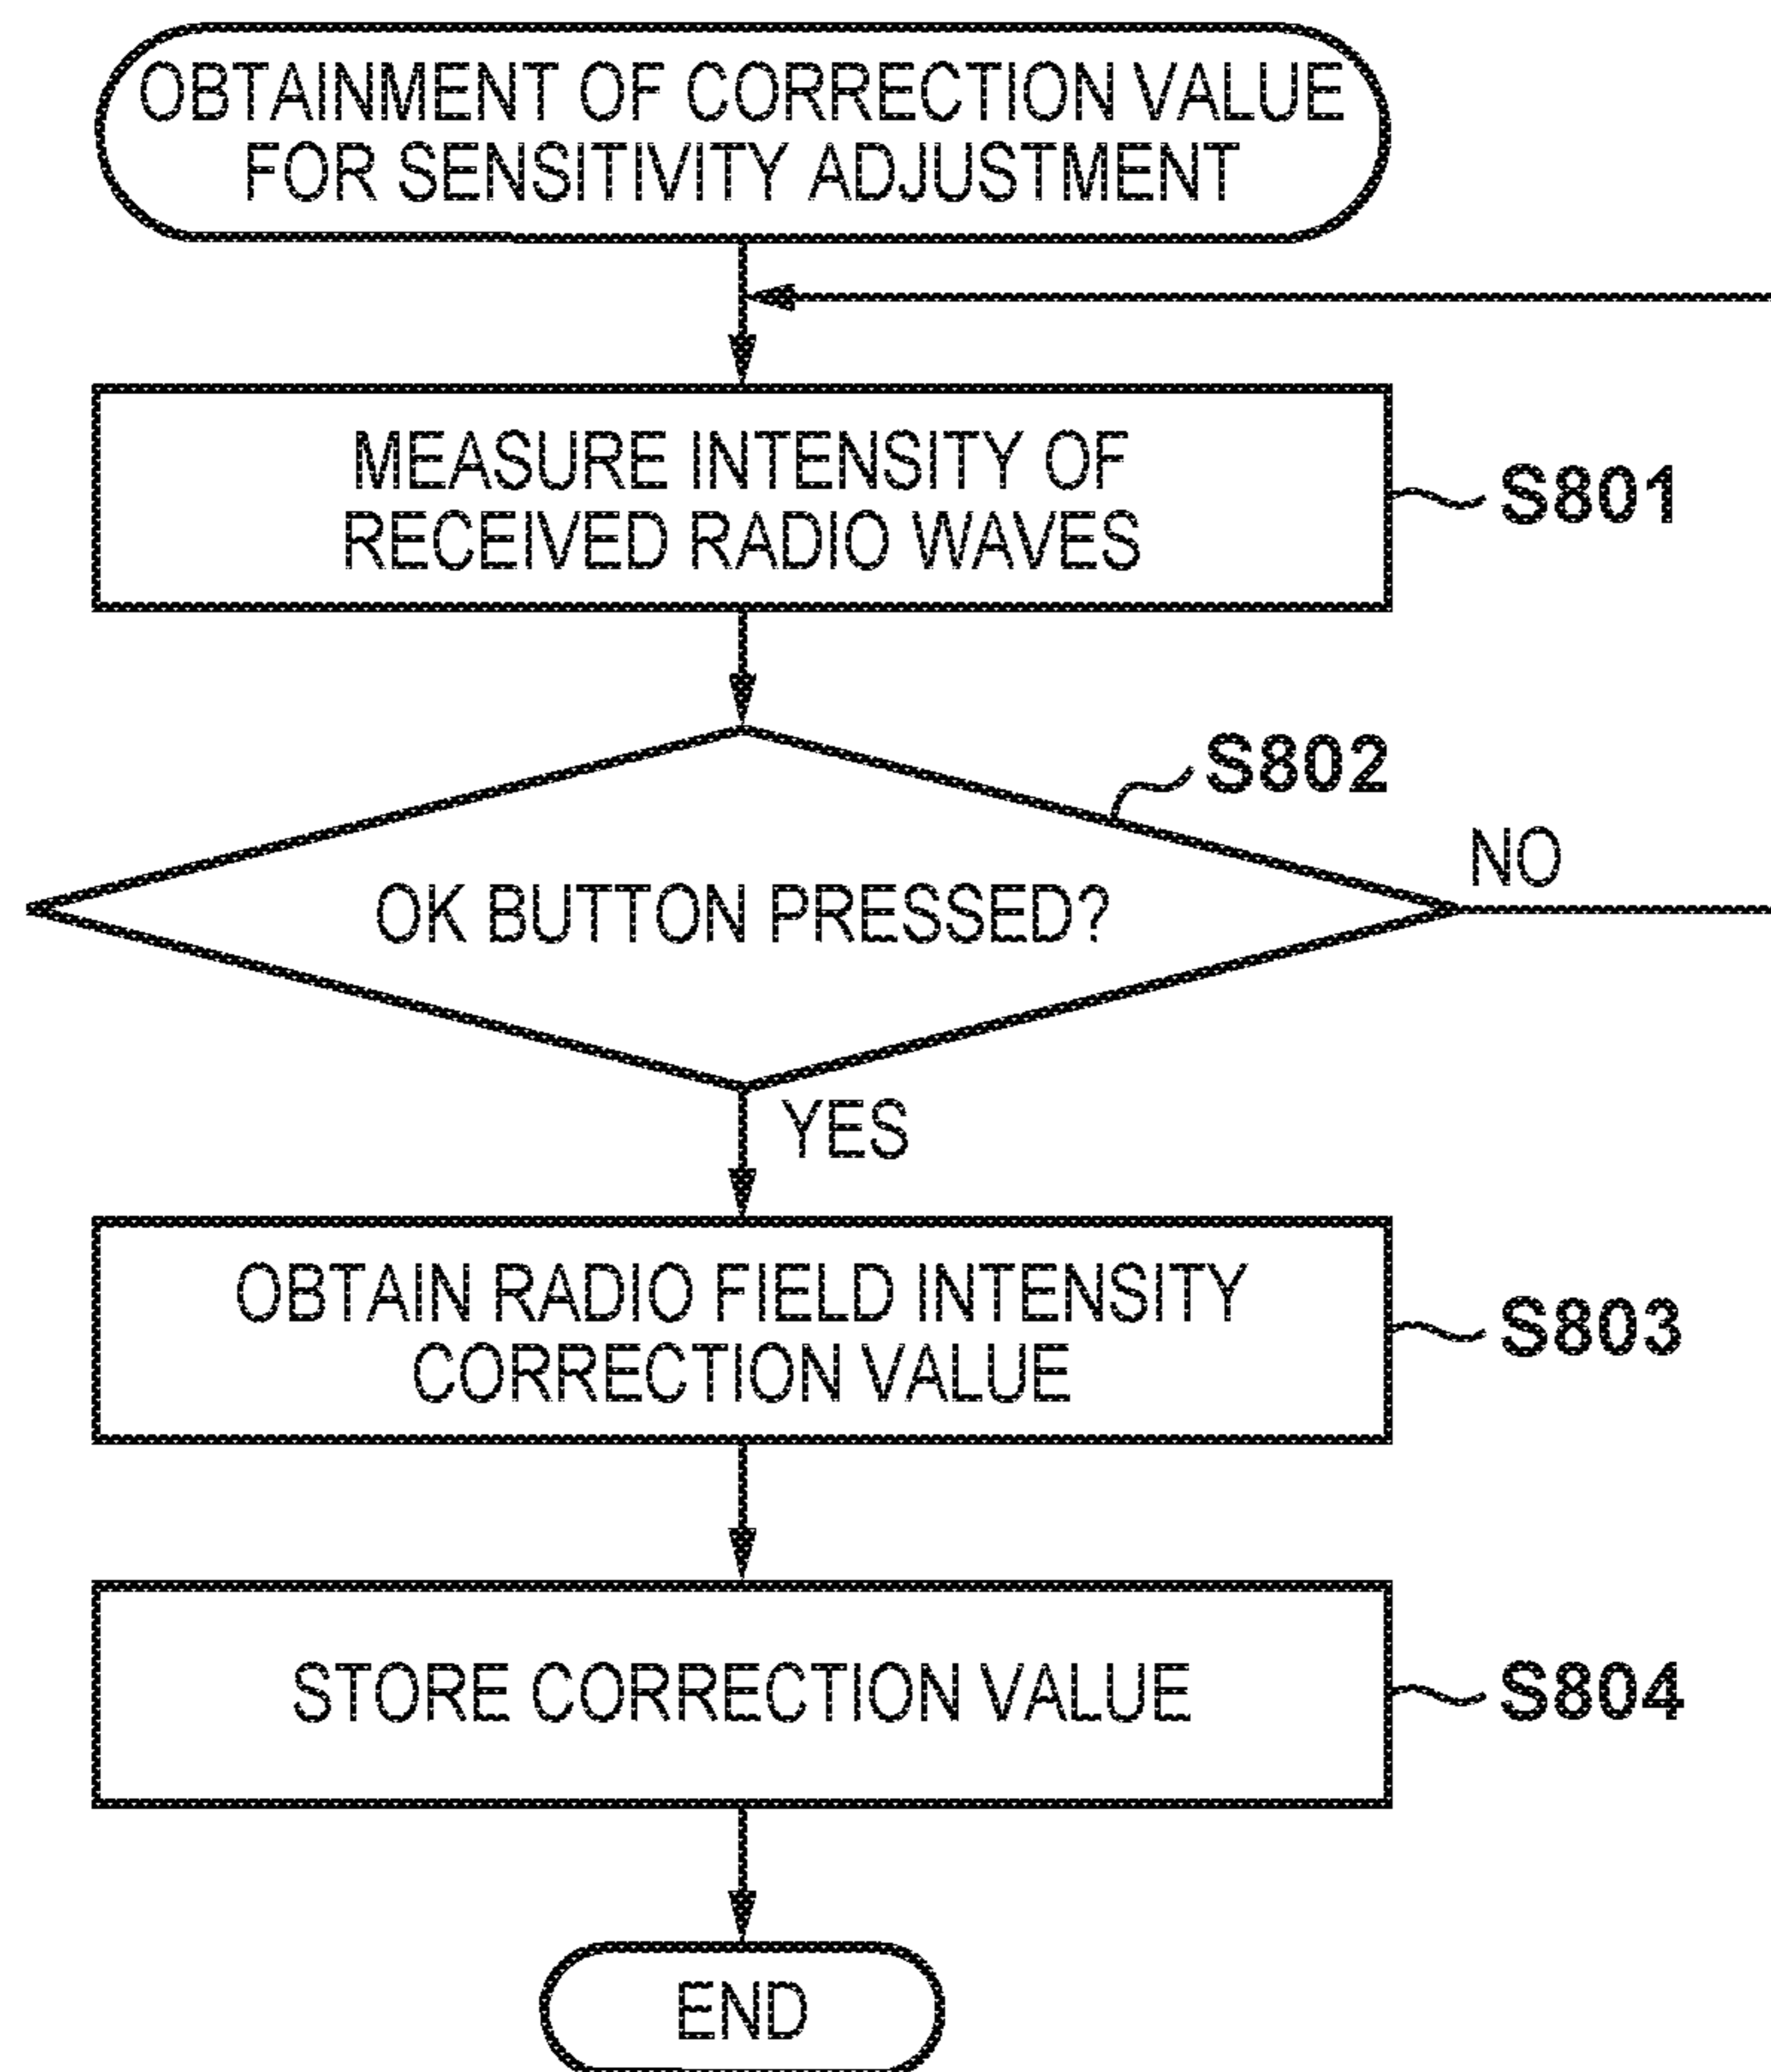 OBTAINMENT OF CORRECTION VALUE
FOR SENSITIVITY ADJUSTMENT
MEASURE INTENSITY OF
RECEIVED RADIO WAVES
S801
S802
OK BUTTON PRESSED?
NO
YES
OBTAIN RADIO FIELD INTENSITY
CORRECTION VALUE
S803
STORE CORRECTION VALUE
S804
END